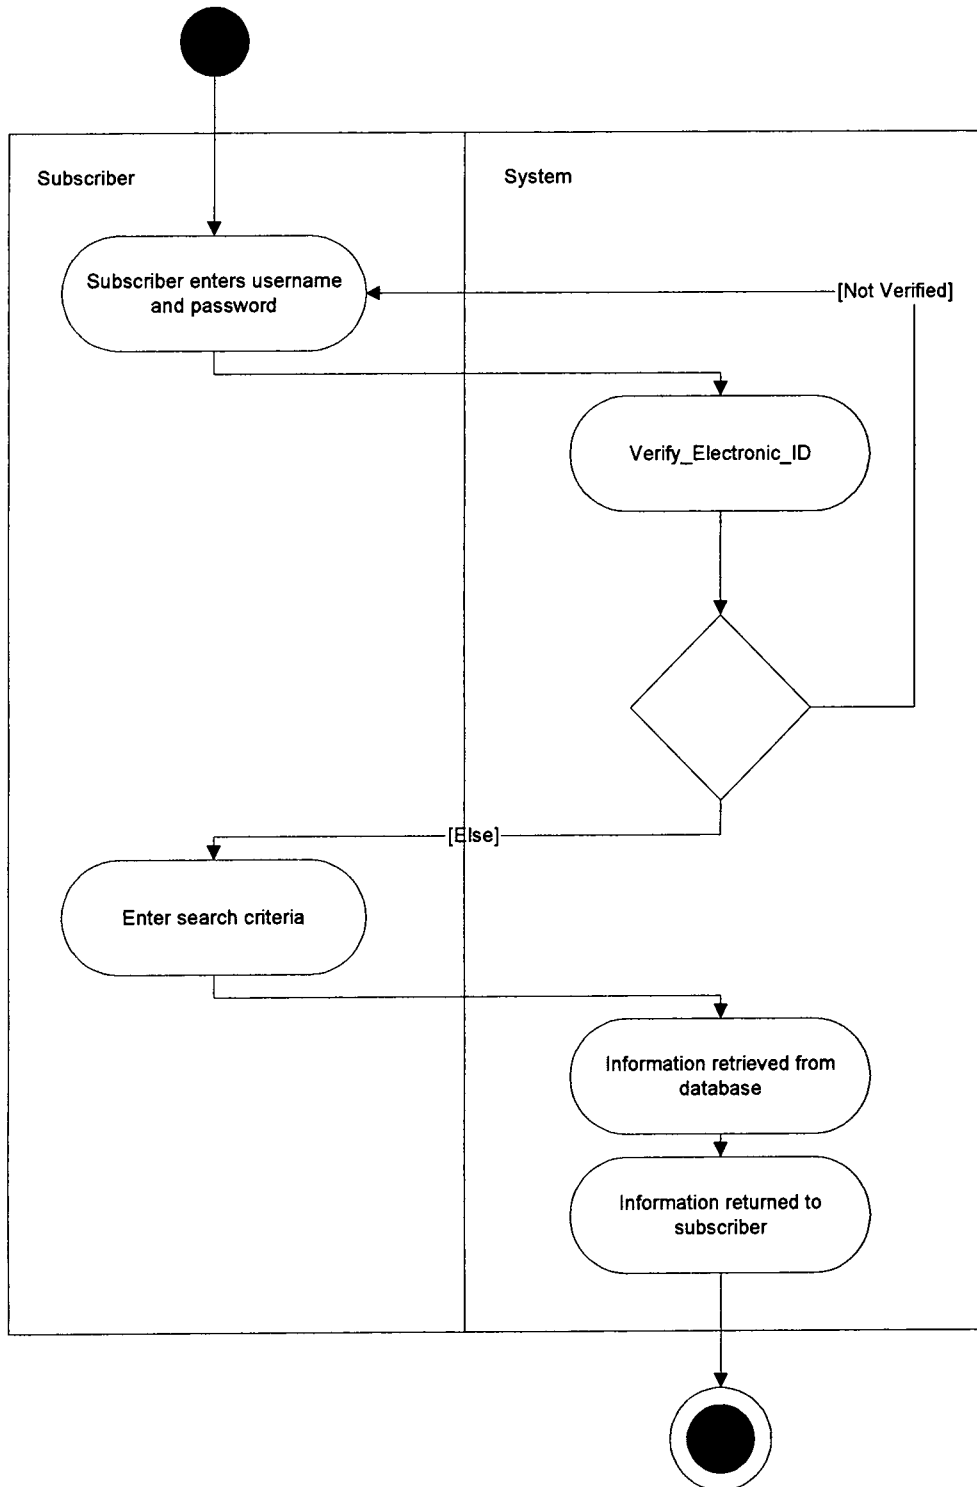 Subscriber
System
Subscriber enters username
and password
[Not Verified]
Verify_Electronic_ID
[Else]
Enter search criteria
Information retrieved from
database
Information returned to
subscriber